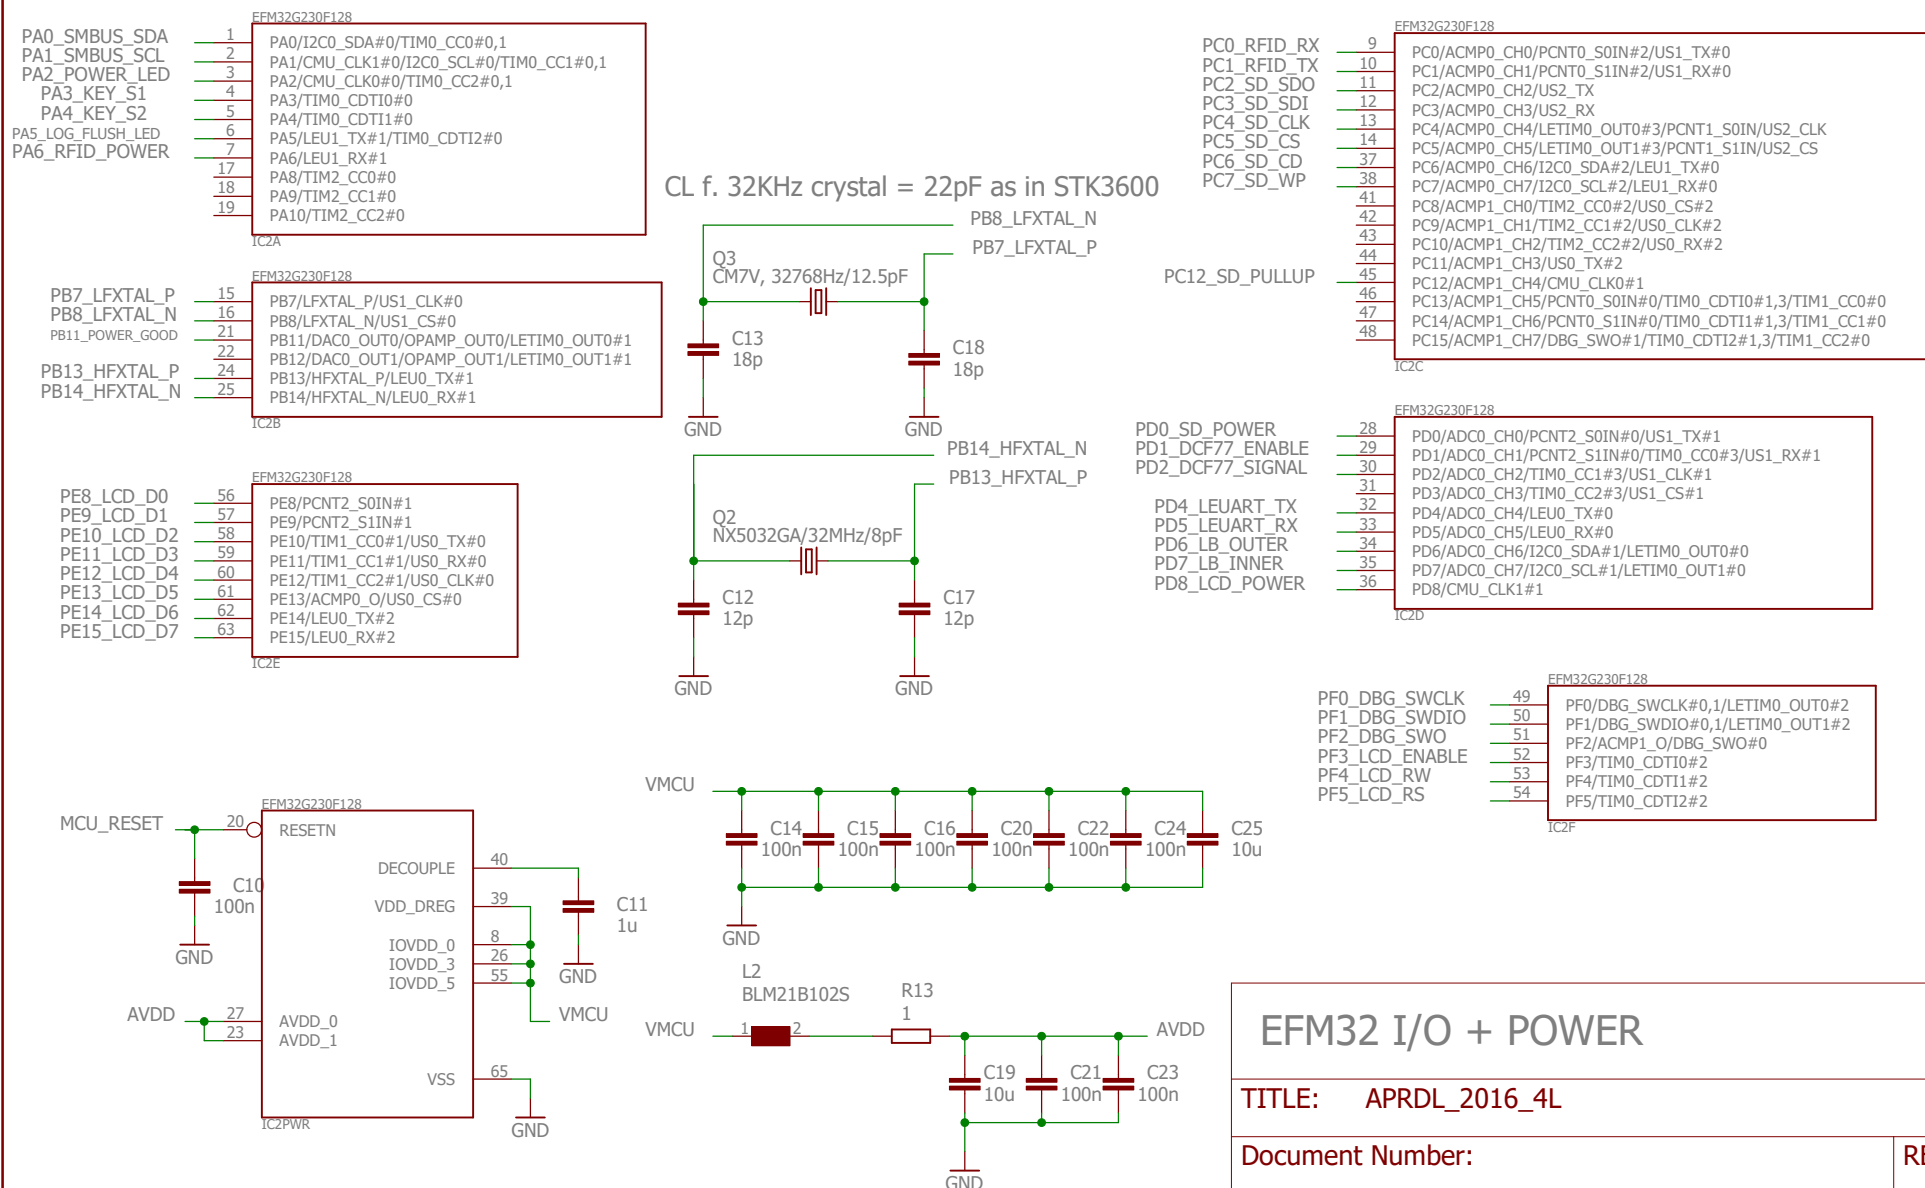 EFM32G230F128
PA0_SMBUS_SDA 1 PA0/I2C0_SDA#0/TIM0_CC0#0,1
PA1_SMBUS_SCL 2 PA1/CMU_CLK1#0/I2C0_SCL#0/TIM0_CC1#0,1
PA2_POWER_LED 3 PA2/CMU_CLK0#0/TIM0_CC2#0,1
PA3_KEY_S1 4 PA3/TIM0_CDTI0#0
PA4_KEY_S2 5 PA4/TIM0_CDTI1#0
PA5_LOG_FLUSH_LED 6 PA5/LEU1_TX#1/TIM0_CDTI2#0
PA6_RFID_POWER 7 PA6/LEU1_RX#1
17 PA8/TIM2_CC0#0
18 PA9/TIM2_CC1#0
19 PA10/TIM2_CC2#0
IC2A
EFM32G230F128
PB7_LFXTAL_P 15 PB7/LFXTAL_P/US1_CLK#0
PB8_LFXTAL_N 16 PB8/LFXTAL_N/US1_CS#0
PB11_POWER_GOOD 21 PB11/DAC0_OUT0/OPAMP_OUT0/LETIM0_OUT0#1
22 PB12/DAC0_OUT1/OPAMP_OUT1/LETIM0_OUT1#1
PB13_HFXTAL_P 24 PB13/HFXTAL_P/LEU0_TX#1
PB14_HFXTAL_N 25 PB14/HFXTAL_N/LEU0_RX#1
IC2B
EFM32G230F128
PE8_LCD_D0 56 PE8/PCNT2_S0IN#1
PE9_LCD_D1 57 PE9/PCNT2_S1IN#1
PE10_LCD_D2 58 PE10/TIM1_CC0#1/US0_TX#0
PE11_LCD_D3 59 PE11/TIM1_CC1#1/US0_RX#0
PE12_LCD_D4 60 PE12/TIM1_CC2#1/US0_CLK#0
PE13_LCD_D5 61 PE13/ACMP0_O/US0_CS#0
PE14_LCD_D6 62 PE14/LEU0_TX#2
PE15_LCD_D7 63 PE15/LEU0_RX#2
IC2E
CL f. 32KHz crystal = 22pF as in STK3600
PB8_LFXTAL_N
PB7_LFXTAL_P
Q3
CM7V, 32768Hz/12.5pF
C13
18p
C18
18p
GND
GND
PB14_HFXTAL_N
PB13_HFXTAL_P
Q2
NX5032GA/32MHz/8pF
C12
12p
C17
12p
GND
GND
EFM32G230F128
PC0_RFID_RX 9 PC0/ACMP0_CH0/PCNT0_S0IN#2/US1_TX#0
PC1_RFID_TX 10 PC1/ACMP0_CH1/PCNT0_S1IN#2/US1_RX#0
PC2_SD_SDO 11 PC2/ACMP0_CH2/US2_TX
PC3_SD_SDI 12 PC3/ACMP0_CH3/US2_RX
PC4_SD_CLK 13 PC4/ACMP0_CH4/LETIM0_OUT0#3/PCNT1_S0IN/US2_CLK
PC5_SD_CS 14 PC5/ACMP0_CH5/LETIM0_OUT1#3/PCNT1_S1IN/US2_CS
PC6_SD_CD 37 PC6/ACMP0_CH6/I2C0_SDA#2/LEU1_TX#0
PC7_SD_WP 38 PC7/ACMP0_CH7/I2C0_SCL#2/LEU1_RX#0
41 PC8/ACMP1_CH0/TIM2_CC0#2/US0_CS#2
42 PC9/ACMP1_CH1/TIM2_CC1#2/US0_CLK#2
43 PC10/ACMP1_CH2/TIM2_CC2#2/US0_RX#2
44 PC11/ACMP1_CH3/US0_TX#2
PC12_SD_PULLUP 45 PC12/ACMP1_CH4/CMU_CLK0#1
46 PC13/ACMP1_CH5/PCNT0_S0IN#0/TIM0_CDTI0#1,3/TIM1_CC0#0
47 PC14/ACMP1_CH6/PCNT0_S1IN#0/TIM0_CDTI1#1,3/TIM1_CC1#0
48 PC15/ACMP1_CH7/DBG_SWO#1/TIM0_CDTI2#1,3/TIM1_CC2#0
IC2C
EFM32G230F128
PD0_SD_POWER 28 PD0/ADC0_CH0/PCNT2_S0IN#0/US1_TX#1
PD1_DCF77_ENABLE 29 PD1/ADC0_CH1/PCNT2_S1IN#0/TIM0_CC0#3/US1_RX#1
PD2_DCF77_SIGNAL 30 PD2/ADC0_CH2/TIM0_CC1#3/US1_CLK#1
31 PD3/ADC0_CH3/TIM0_CC2#3/US1_CS#1
PD4_LEUART_TX 32 PD4/ADC0_CH4/LEU0_TX#0
PD5_LEUART_RX 33 PD5/ADC0_CH5/LEU0_RX#0
PD6_LB_OUTER 34 PD6/ADC0_CH6/I2C0_SDA#1/LETIM0_OUT0#0
PD7_LB_INNER 35 PD7/ADC0_CH7/I2C0_SCL#1/LETIM0_OUT1#0
PD8_LCD_POWER 36 PD8/CMU_CLK1#1
IC2D
EFM32G230F128
PF0_DBG_SWCLK 49 PF0/DBG_SWCLK#0,1/LETIM0_OUT0#2
PF1_DBG_SWDIO 50 PF1/DBG_SWDIO#0,1/LETIM0_OUT1#2
PF2_DBG_SWO 51 PF2/ACMP1_O/DBG_SWO#0
PF3_LCD_ENABLE 52 PF3/TIM0_CDTI0#2
PF4_LCD_RW 53 PF4/TIM0_CDTI1#2
PF5_LCD_RS 54 PF5/TIM0_CDTI2#2
IC2F
EFM32G230F128
MCU_RESET 20 RESETN
DECOUPLE 40
VDD_DREG 39
IOVDD_0 8
IOVDD_3 26
IOVDD_5 55
AVDD 27 AVDD_0
23 AVDD_1
VSS 65
IC2PWR
C10
100n
GND
C11
1u
GND
VMCU
GND
VMCU
C14 C15 C16 C20 C22 C24 C25
100n 100n 100n 100n 100n 100n 10u
GND
L2
BLM21B102S
R13
1
VMCU 1 2 AVDD
C19 C21 C23
10u 100n 100n
GND
EFM32 I/O + POWER
TITLE: APRDL_2016_4L
Document Number:
RE